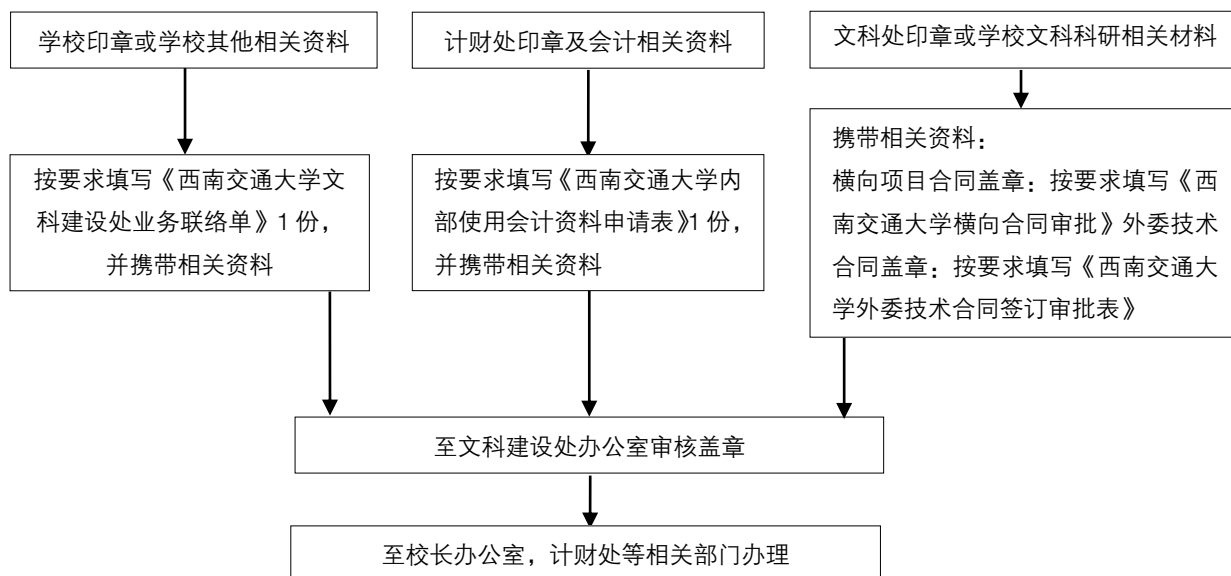 学校印章或学校其他相关资料
计财处印章及会计相关资料
文科处印章或学校文科科研相关材料
按要求填写《西南交通大学文
科建设处业务联络单》1份，
并携带相关资料
按要求填写《西南交通大学内
部使用会计资料申请表》1份，
并携带相关资料
携带相关资料：
横向项目合同盖章：按要求填写《西
南交通大学横向合同审批》外委技术
合同盖章：按要求填写《西南交通大
学外委技术合同签订审批表》
至文科建设处办公室审核盖章
至校长办公室，计财处等相关部门办理